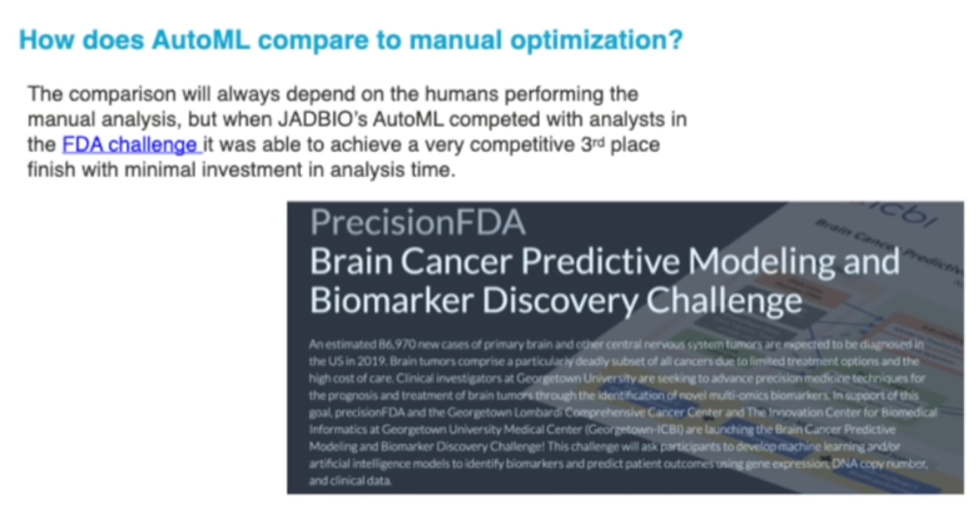 How does AutoML compare to manual optimization?
The comparison will always depend on the humans performing the
manual analysis, but when JADBIO's AutoML competed with analysts in
the FDA challenge it was able to achieve a very competitive 3rd place
finish with minimal investment in analysis time.
PrecisionFDA
Brain Cancer Predictive Modeling and
Biomarker Discovery Challenge
An estimated 86,970 new cases of primary brain and other central nervous system tumors are expected to be diagnosed in
the US in 2019. Brain tumors comprise a particularly deadly subset of all cancers due to limited treatment options and the
high cost of care. Clinical investigators at Georgetown University are seeking to advance precision medicine techniques for
the prognosis and treatment of brain tumors through the identification of novel multi-omics biomarkers. In support of this
goal, precisionFDA and the Georgetown Lombardi Comprehensive Cancer Center and The Innovation Center for Biomedical
Informatics at Georgetown University Medical Center (Georgetown-ICBI) are launching the Brain Cancer Predictive
Modeling and Biomarker Discovery Challenge! This challenge will ask participants to develop machine learning and/or
artificial intelligence models to identify biomarkers and predict patient outcomes using gene expression, DNA copy number,
and clinical data.
icbi
Brain Cancer Predictive